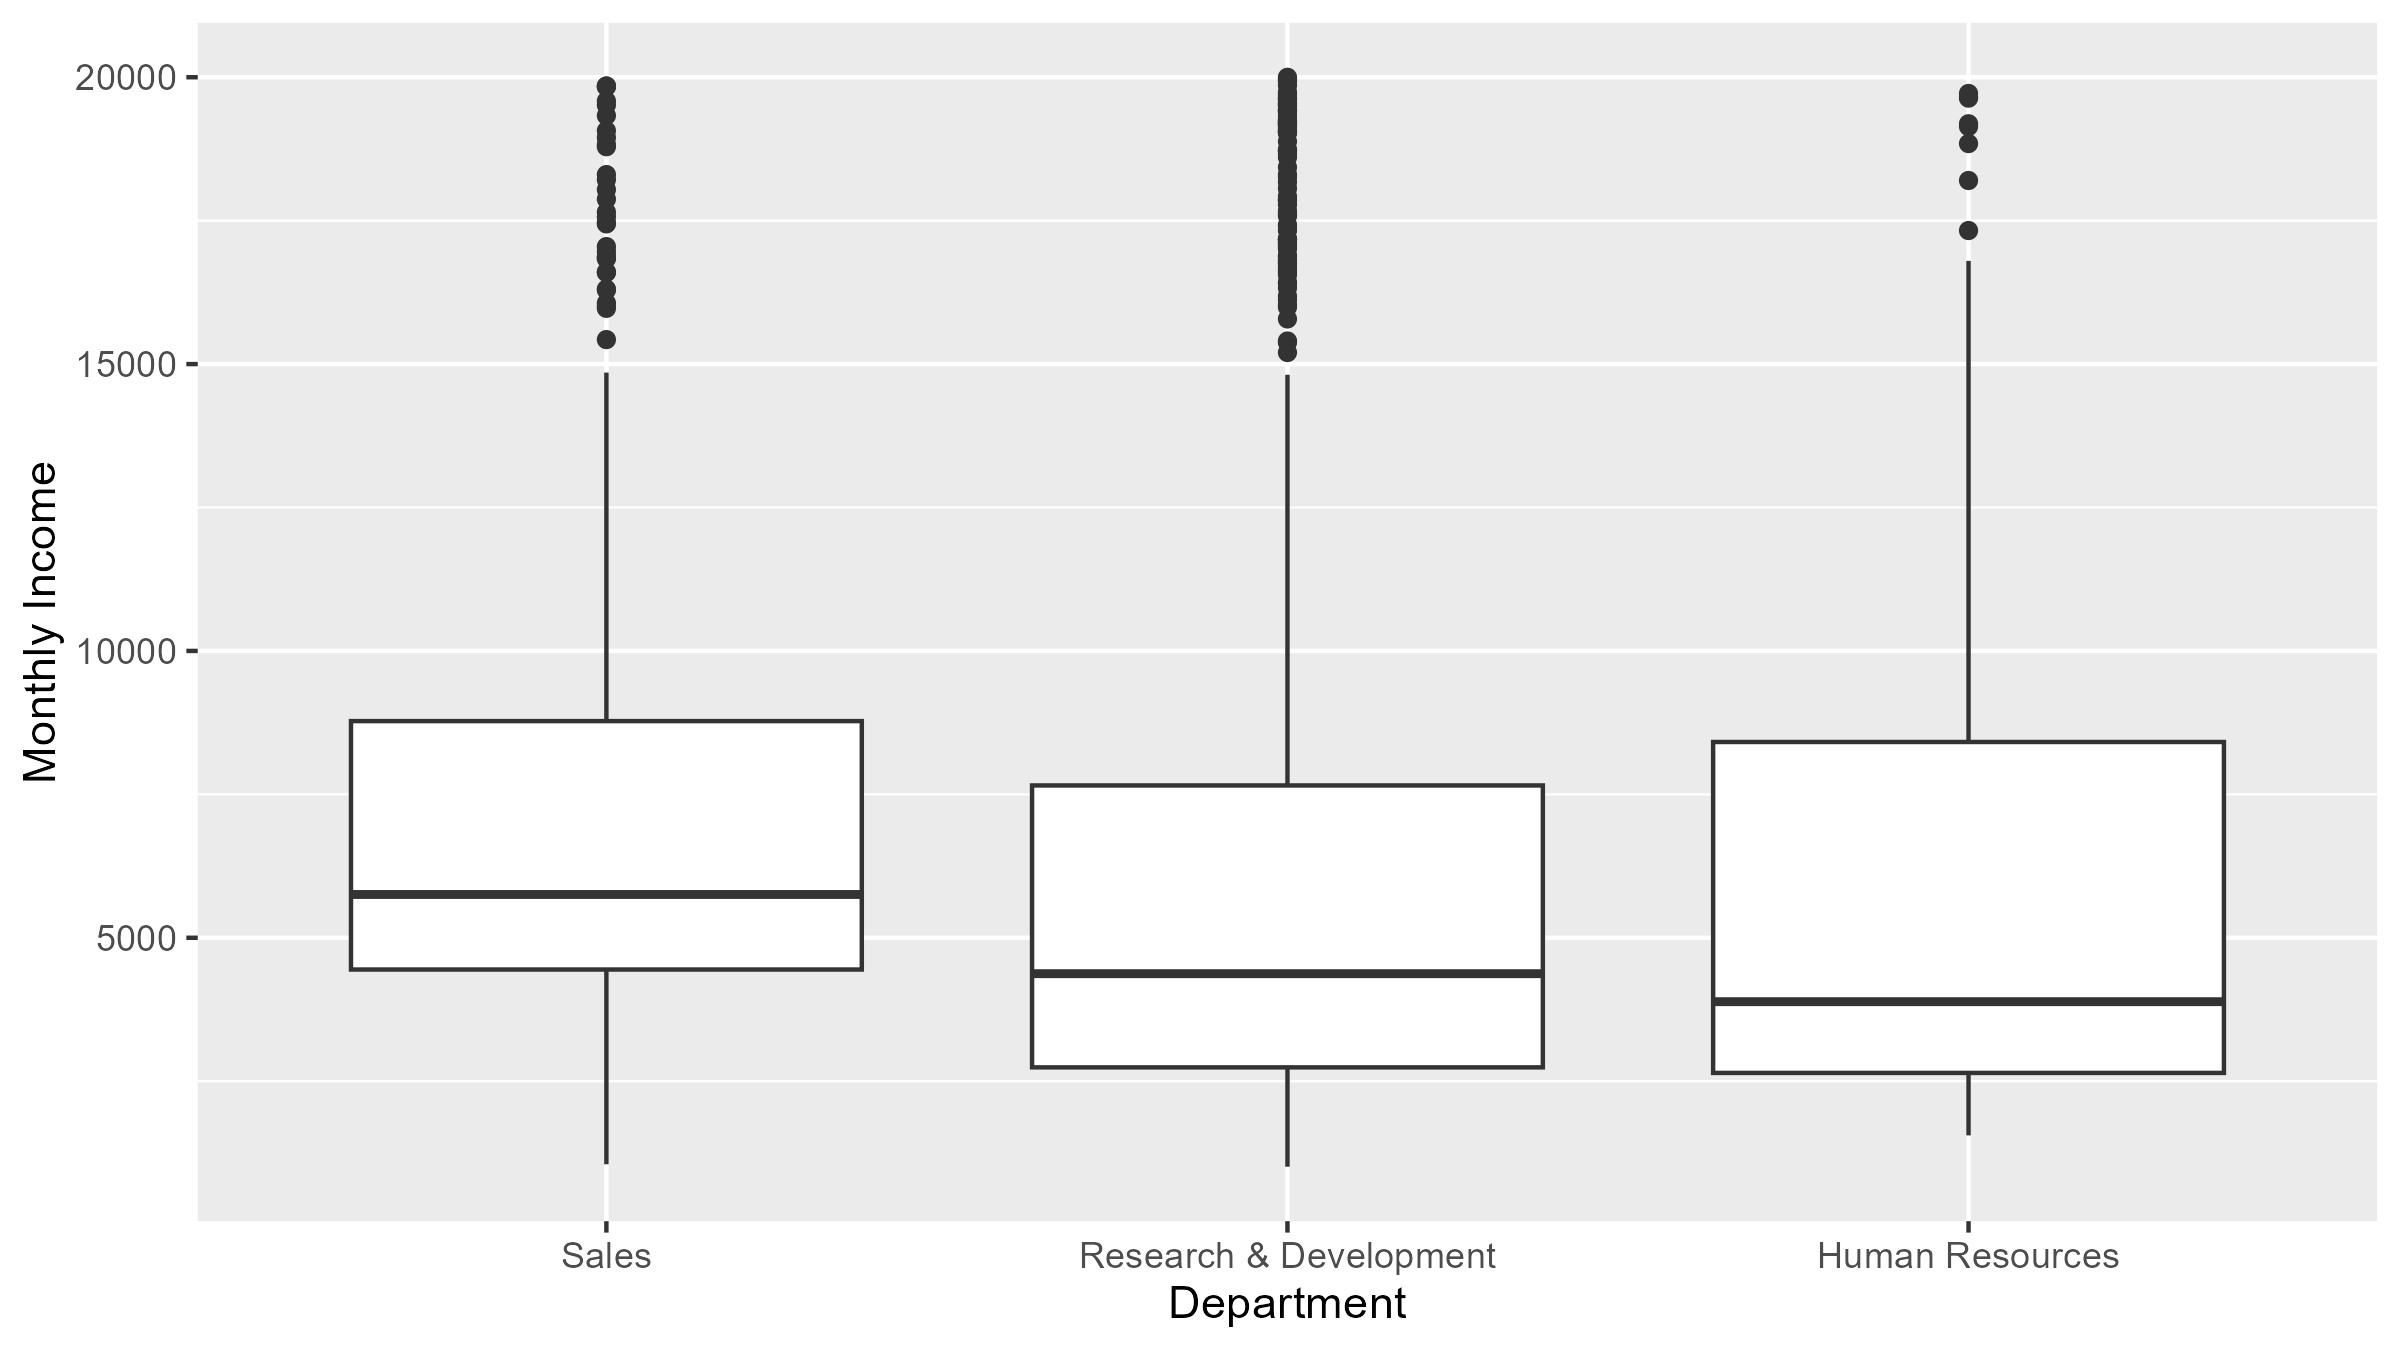 Monthly Income
20000
15000
10000
5000
Sales
Research & Development
Human Resources
Department